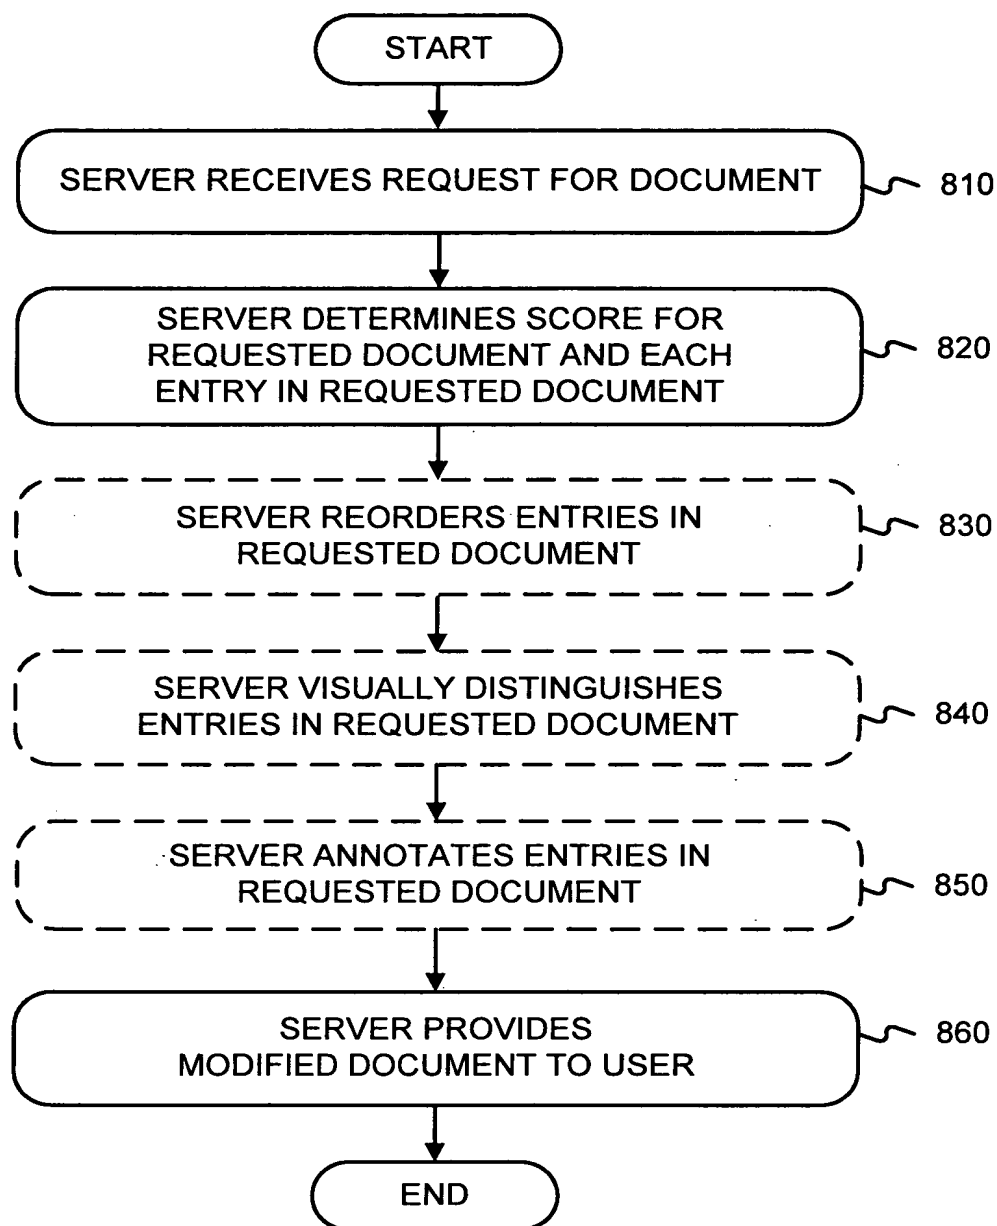 START
SERVER RECEIVES REQUEST FOR DOCUMENT
810
SERVER DETERMINES SCORE FOR
REQUESTED DOCUMENT AND EACH
ENTRY IN REQUESTED DOCUMENT
820
SERVER REORDERS ENTRIES IN
REQUESTED DOCUMENT
830
SERVER VISUALLY DISTINGUISHES
ENTRIES IN REQUESTED DOCUMENT
840
SERVER ANNOTATES ENTRIES IN
REQUESTED DOCUMENT
850
SERVER PROVIDES
MODIFIED DOCUMENT TO USER
860
END